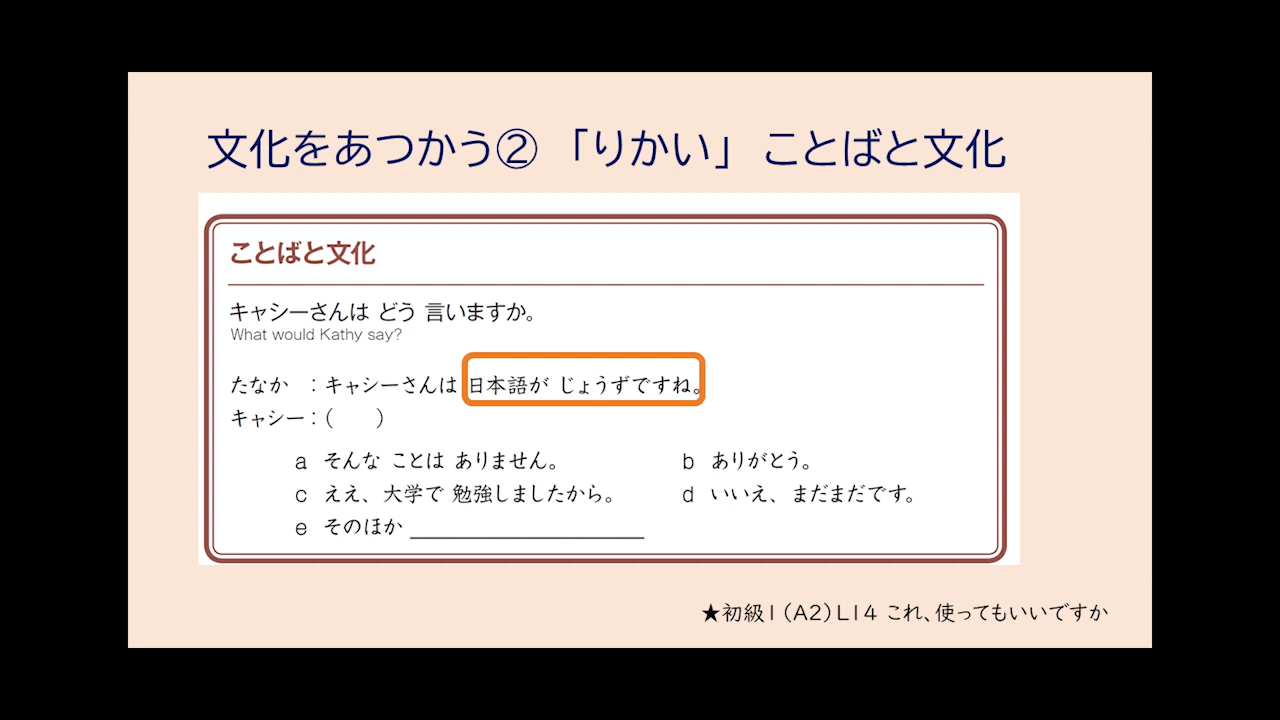 文化をあつかう② 「りかい」 ことばと文化
ことばと文化
キャシーさんは どう 言いますか。
What would Kathy say?
たなか ：キャシーさんは 日本語が じょうずですね。
キャシー：( )
a そんな ことは ありません。 b ありがとう。
c ええ、大学で 勉強しましたから。 d いいえ、まだまだです。
e そのほか
★初級1(A2)L14 これ、使ってもいいですか